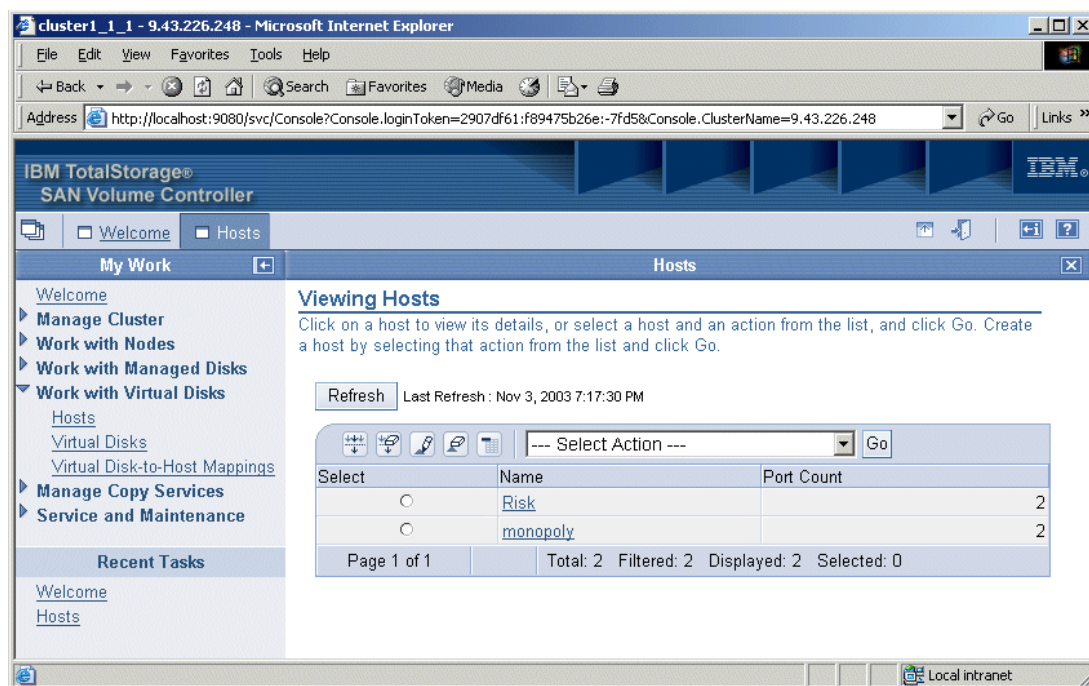 cluster1_1_1 - 9.43.226.248 - Microsoft Internet Explorer
File Edit View Favorites Tools Help
Back Search Favorites Media
Address http://localhost:9080/svc/Console?Console.loginToken=2907df61:f89475b26e:-7fd5&Console.ClusterName=9.43.226.248 Go Links »
IBM TotalStorage®
SAN Volume Controller
IBM®
Welcome Hosts
My Work
Hosts
Welcome
Manage Cluster
Work with Nodes
Work with Managed Disks
Work with Virtual Disks
Hosts
Virtual Disks
Virtual Disk-to-Host Mappings
Manage Copy Services
Service and Maintenance
Recent Tasks
Welcome
Hosts
Viewing Hosts
Click on a host to view its details, or select a host and an action from the list, and click Go. Create
a host by selecting that action from the list and click Go.
Refresh Last Refresh : Nov 3, 2003 7:17:30 PM
--- Select Action --- Go
Select Name Port Count
Risk 2
monopoly 2
Page 1 of 1 Total: 2 Filtered: 2 Displayed: 2 Selected: 0
Local intranet